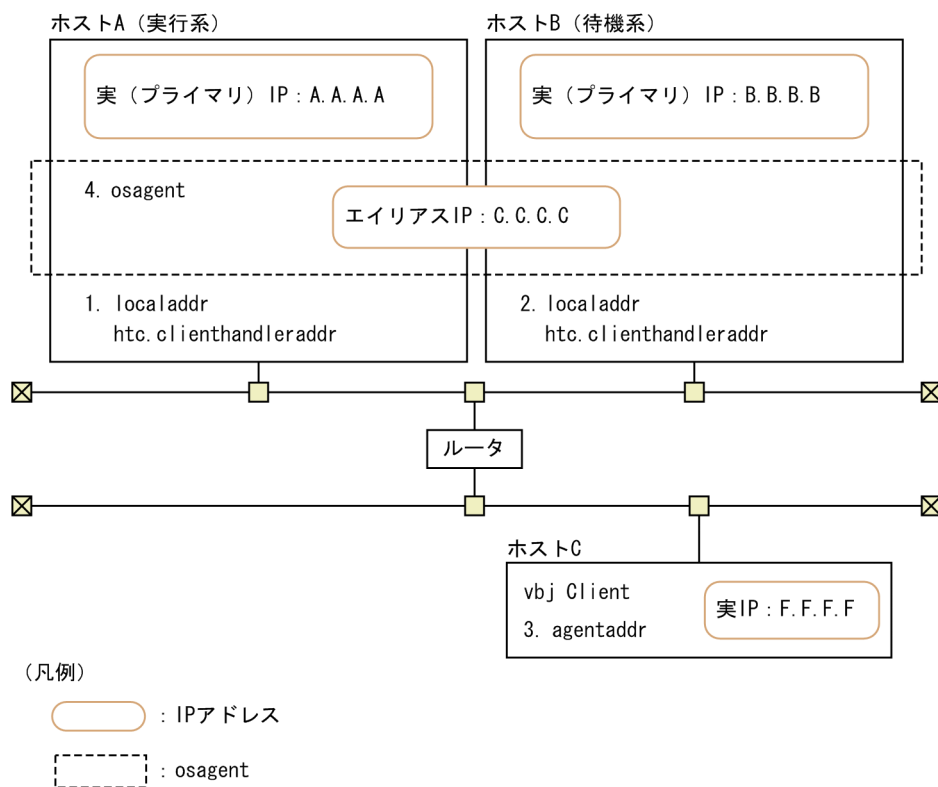 ホストA（実行系）
ホストB（待機系）
実（プライマリ）IP：A.A.A.A
実（プライマリ）IP：B.B.B.B
4. osagent
エイリアスIP：C.C.C.C
1. localaddr
htc.clienthandleraddr
2. localaddr
htc.clienthandleraddr
ルータ
ホストC
vbj Client
3. agentaddr
実IP：F.F.F.F
（凡例）
：IPアドレス
：osagent